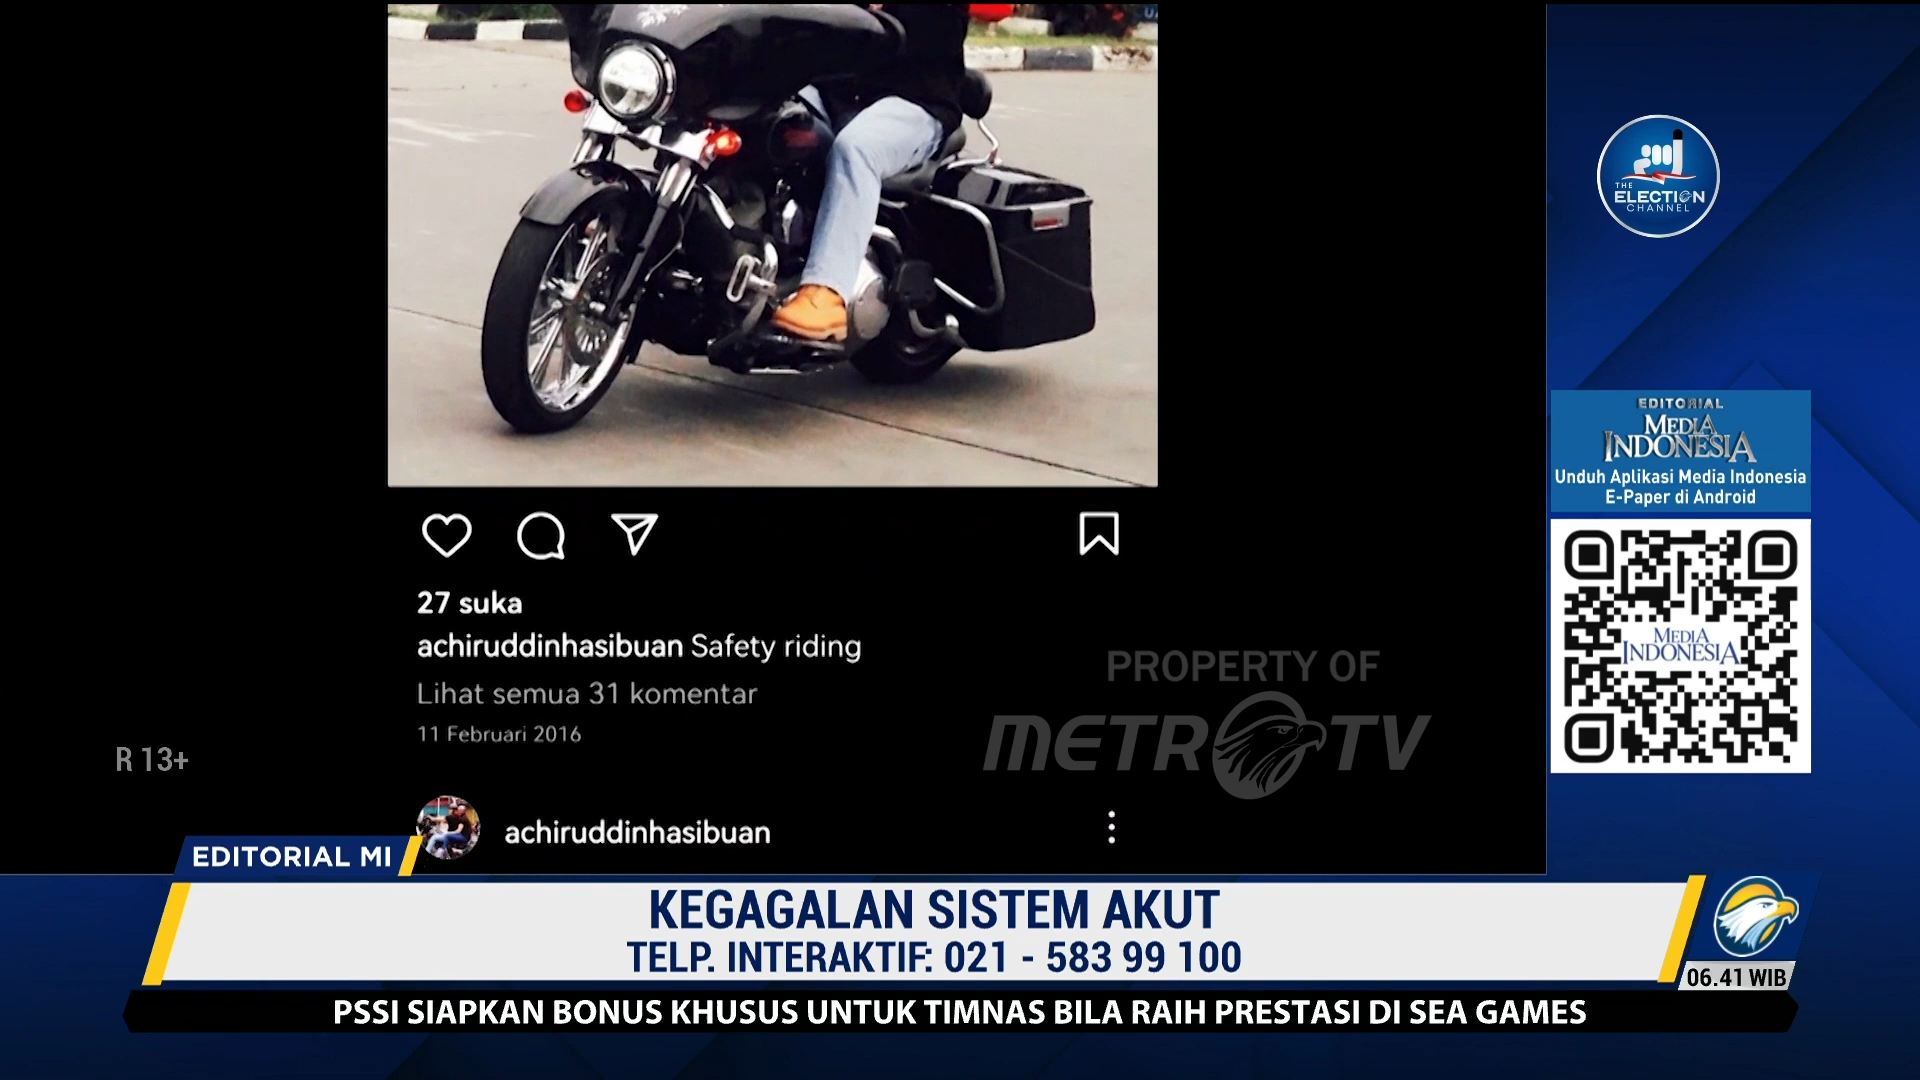 THE
ELECTION
CHANNEL
EDITORIAL
MEDIA
INDONESIA
Unduh Aplikasi Media Indonesia
E-Paper di Android
MEDIA
INDONESIA
27 suka
achiruddinhasibuan Safety riding
Lihat semua 31 komentar
11 Februari 2016
PROPERTY OF
METRO TV
R 13+
achiruddinhasibuan
EDITORIAL MI
KEGAGALAN SISTEM AKUT
TELP. INTERAKTIF: 021 - 583 99 100
06.41 WIB
PSSI SIAPKAN BONUS KHUSUS UNTUK TIMNAS BILA RAIH PRESTASI DI SEA GAMES